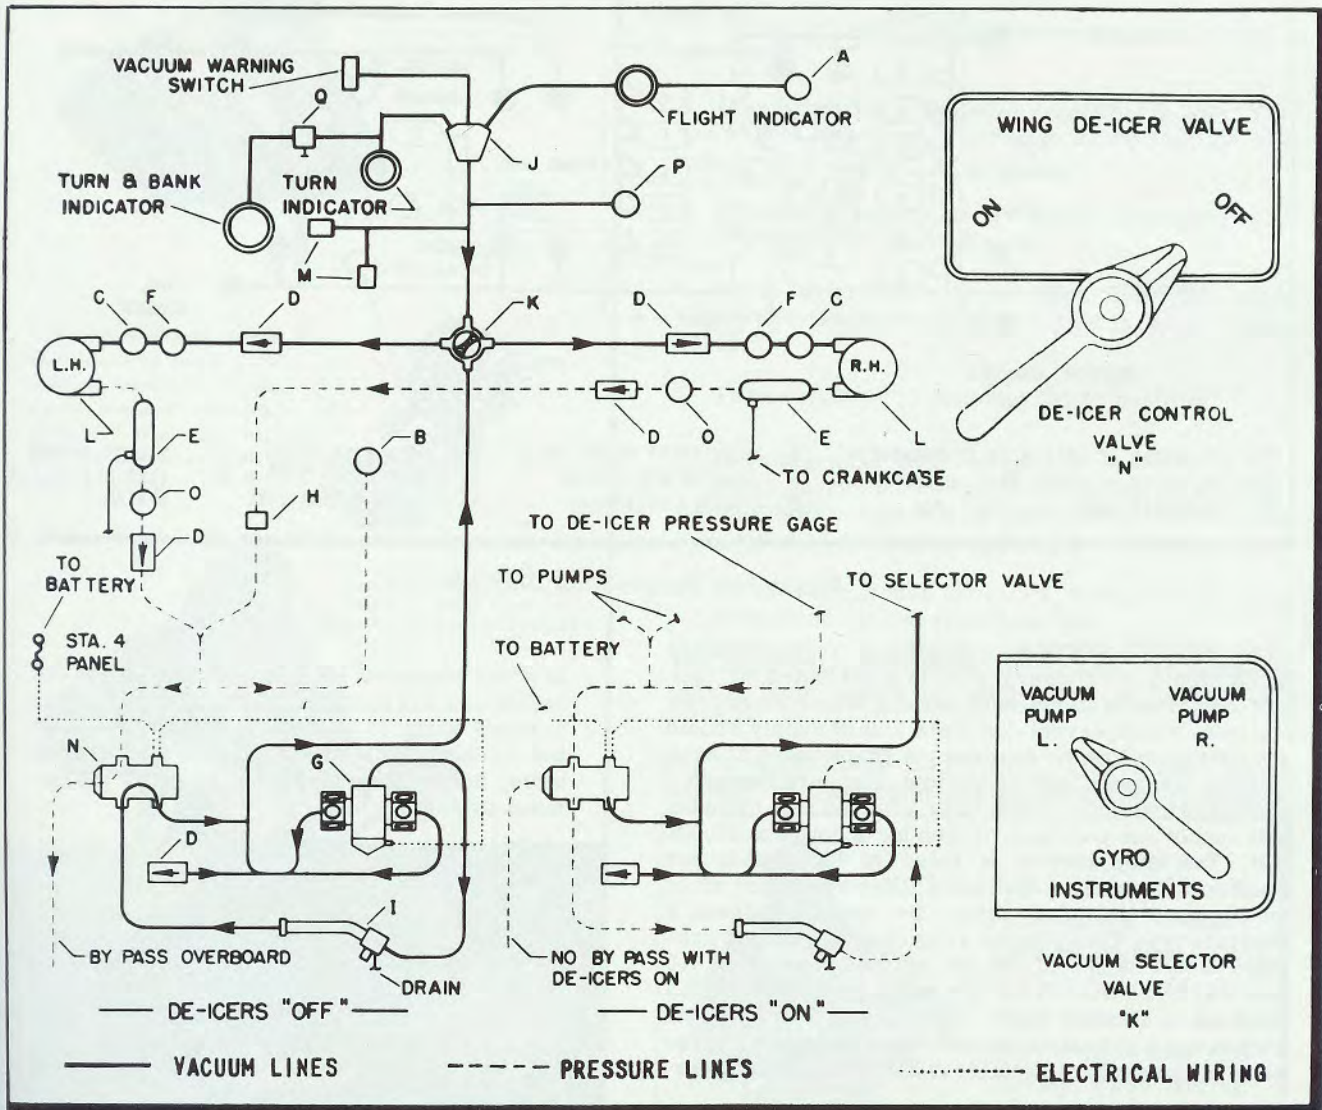 VACUUM WARNING
SWITCH
Q
A
FLIGHT INDICATOR
J
P
TURN & BANK
INDICATOR
TURN
INDICATOR
M
WING DE-ICER VALVE
ON
OFF
DE-ICER CONTROL
VALVE
"N"
C
F
D
K
D
F
C
L.H.
R.H.
L
E
B
D
O
E
L
TO CRANKCASE
O
H
D
TO
BATTERY
STA. 4
PANEL
TO DE-ICER PRESSURE GAGE
TO PUMPS
TO SELECTOR VALVE
TO BATTERY
N
G
D
I
BY PASS OVERBOARD
DRAIN
NO BY PASS WITH
DE-ICERS ON
VACUUM
PUMP
L.
VACUUM
PUMP
R.
GYRO
INSTRUMENTS
VACUUM SELECTOR
VALVE
"K"
DE-ICERS "OFF"
DE-ICERS "ON"
VACUUM LINES
PRESSURE LINES
ELECTRICAL WIRING